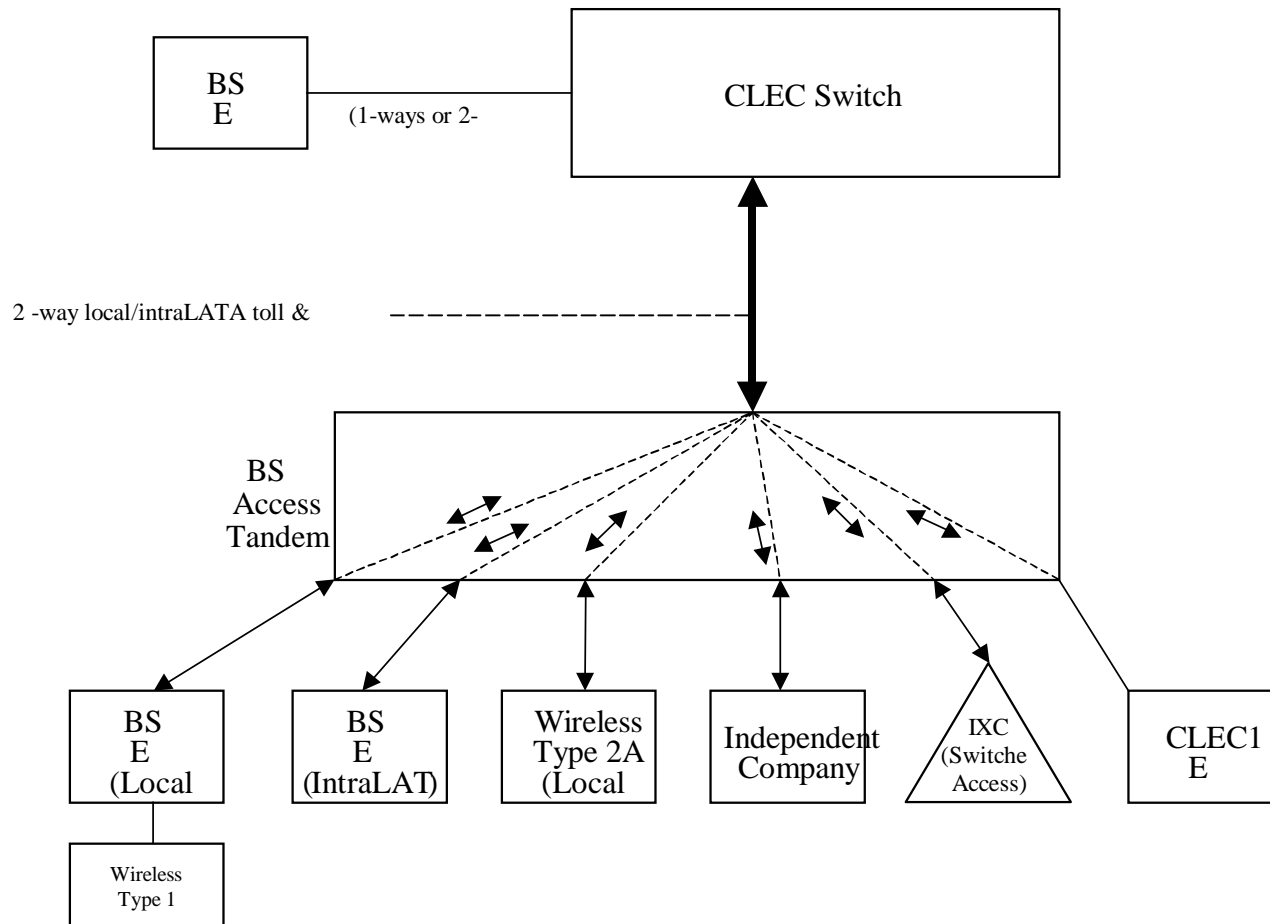 BS
E
(1-ways or 2-
CLEC Switch
2 -way local/intraLATA toll &
BS
Access
Tandem
BS
E
(Local
BS
E
(IntraLAT)
Wireless
Type 2A
(Local
Independent
Company
IXC
(Switche
Access)
CLEC1
E
Wireless
Type 1